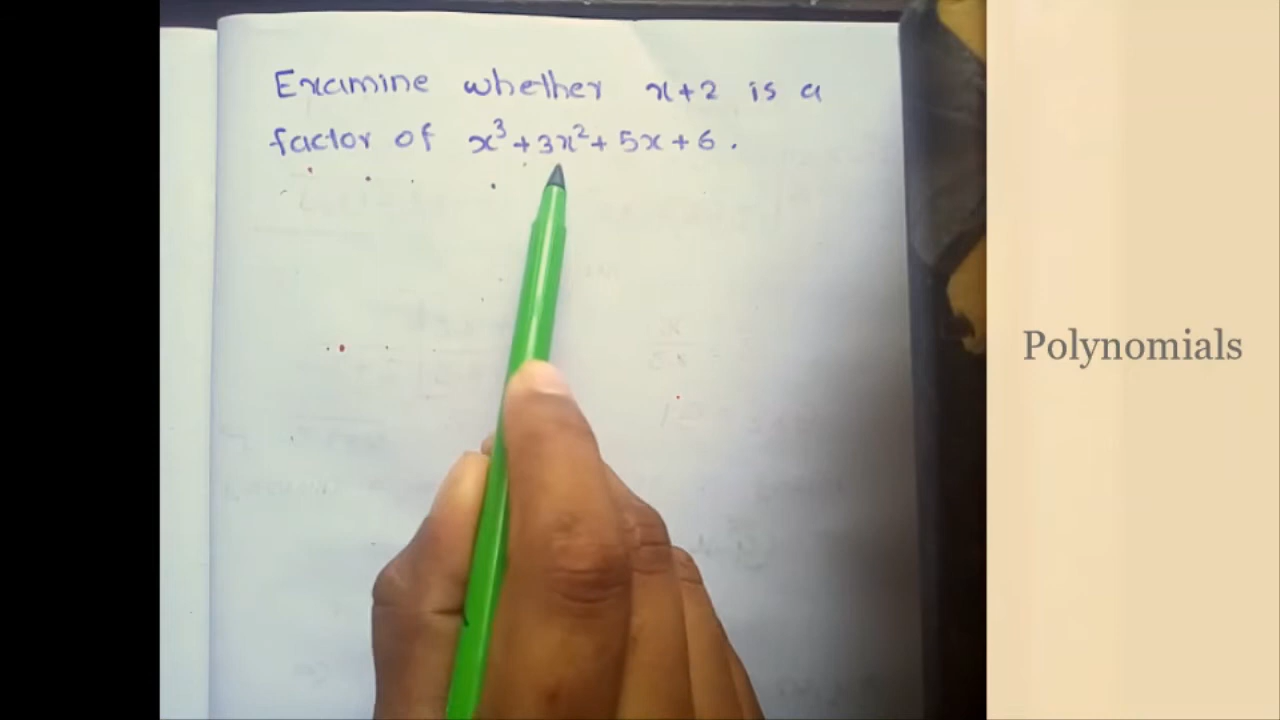 Examine whether x+2 is a
factor of x³+3x²+5x+6.
Polynomials